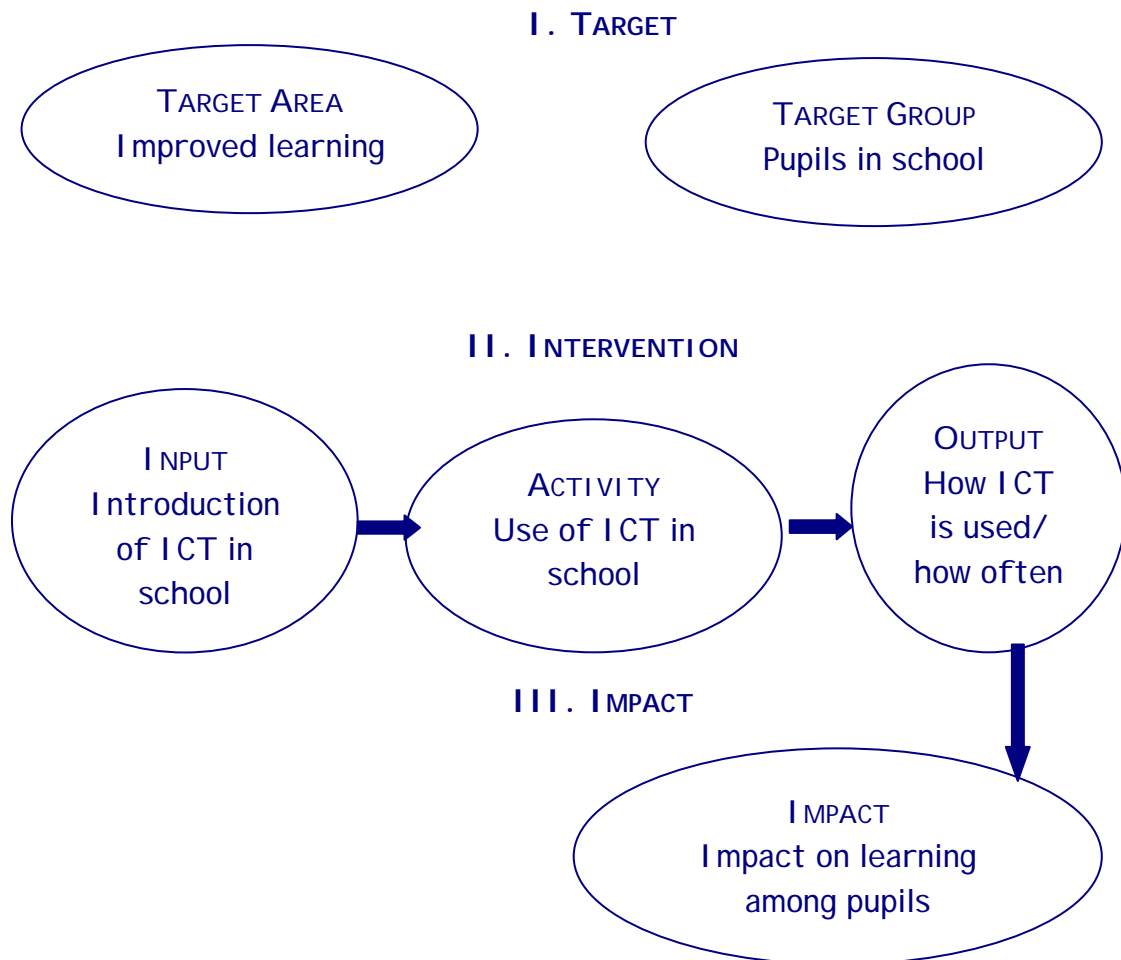 I. TARGET
TARGET AREA
Improved learning
TARGET GROUP
Pupils in school
II. INTERVENTION
INPUT
Introduction
of ICT in
school
ACTIVITY
Use of ICT in
school
OUTPUT
How ICT
is used/
how often
III. IMPACT
IMPACT
Impact on learning
among pupils